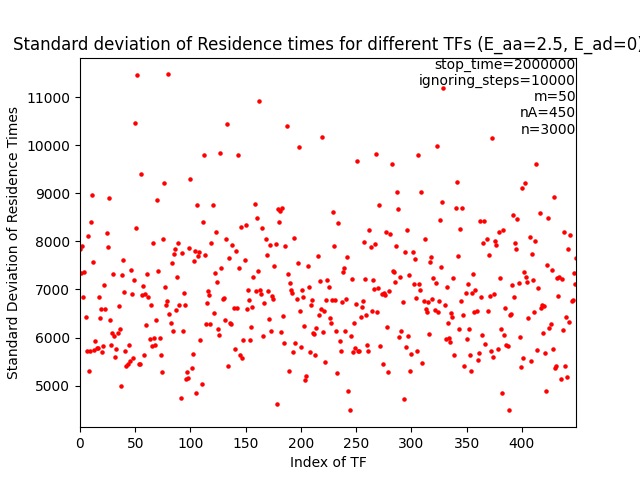 Standard deviation of Residence times for different TFs (E_aa=2.5, E_ad=0)
stop_time=2000000
ignoring_steps=10000
m=50
nA=450
n=3000
Standard Deviation of Residence Times
11000
10000
9000
8000
7000
6000
5000
0 50 100 150 200 250 300 350 400
Index of TF